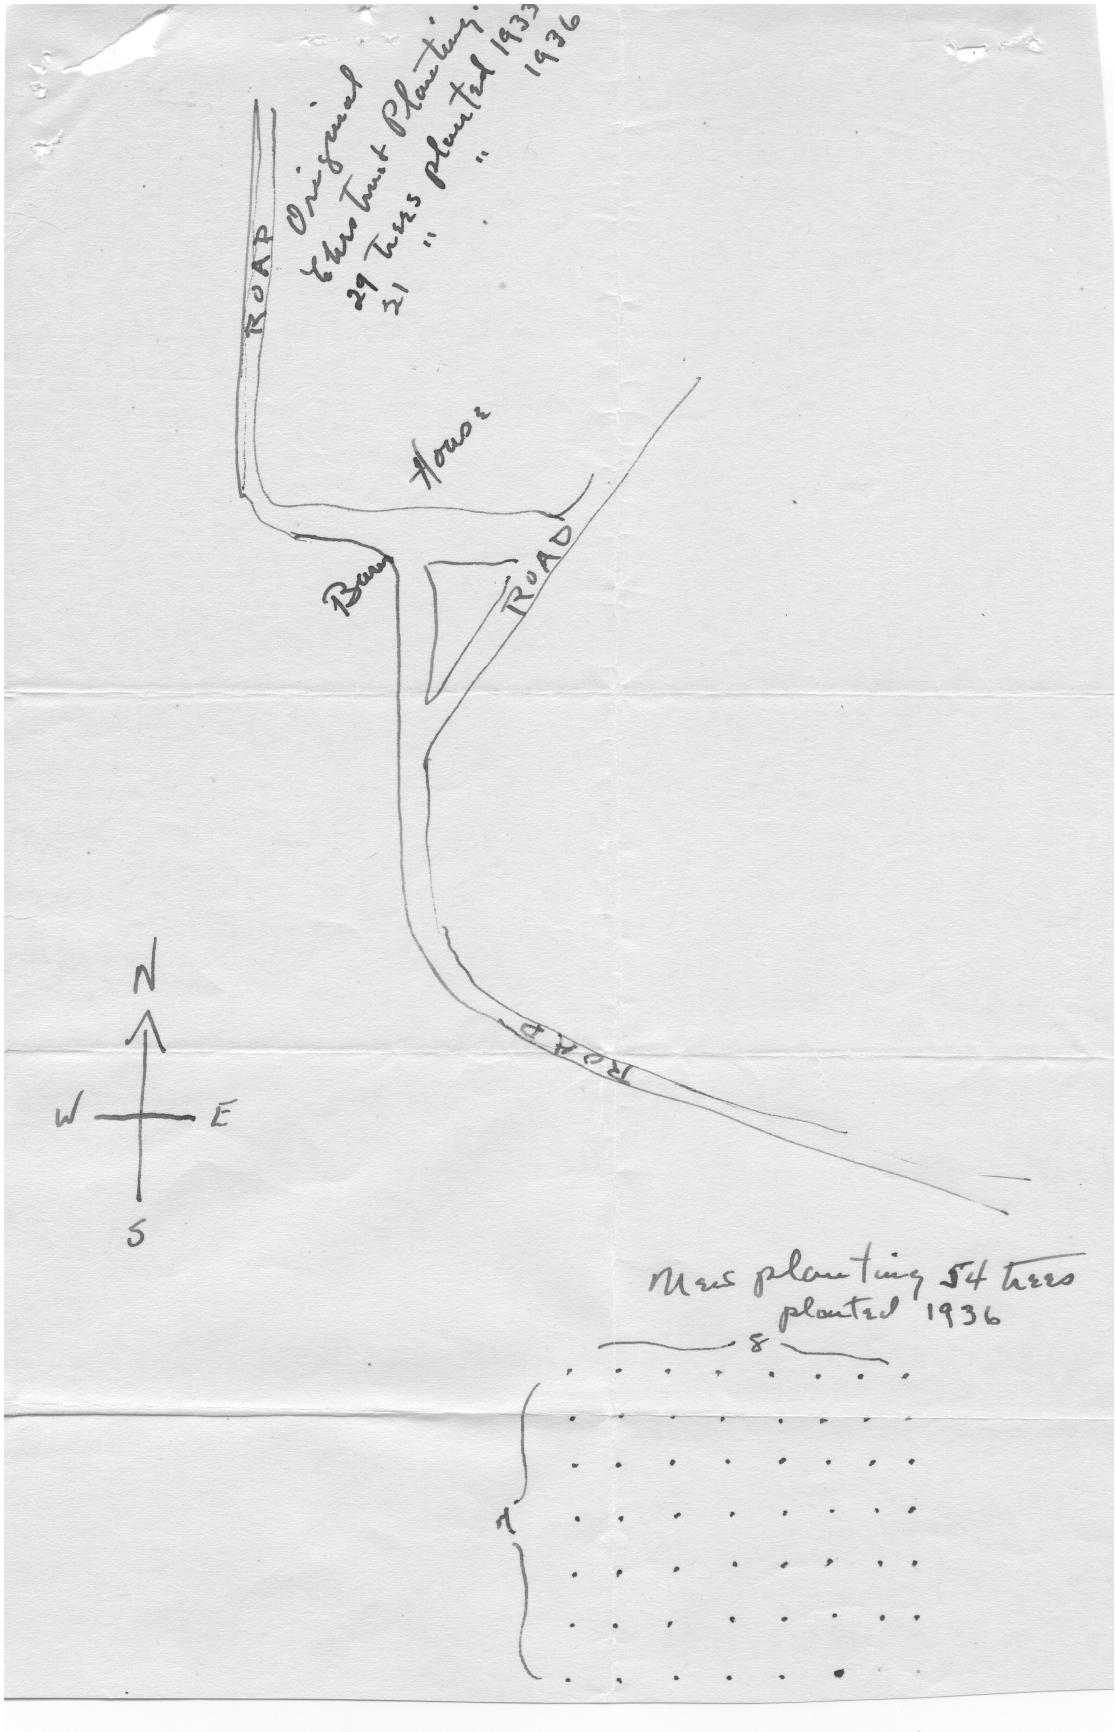 Original
Chestnut Planting.
29 Trees planted 1933
21 " " 1936
ROAD
House
ROAD
Barn
N
W E
S
ROAD
New planting 54 trees
planted 1936
8
7